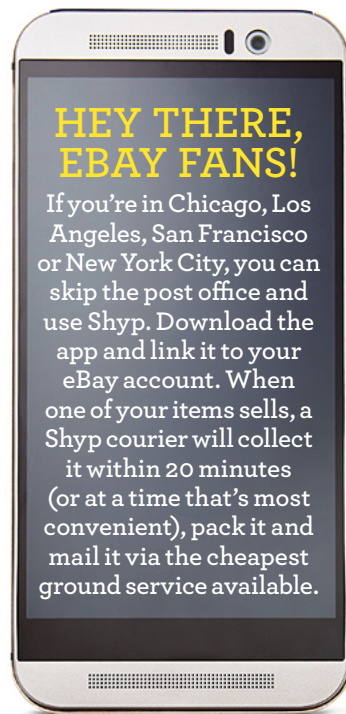 HEY THERE,
EBAY FANS!
If you’re in Chicago, Los
Angeles, San Francisco
or New York City, you can
skip the post office and
use Shyp. Download the
app and link it to your
eBay account. When
one of your items sells, a
Shyp courier will collect
it within 20 minutes
(or at a time that’s most
convenient), pack it and
mail it via the cheapest
ground service available.